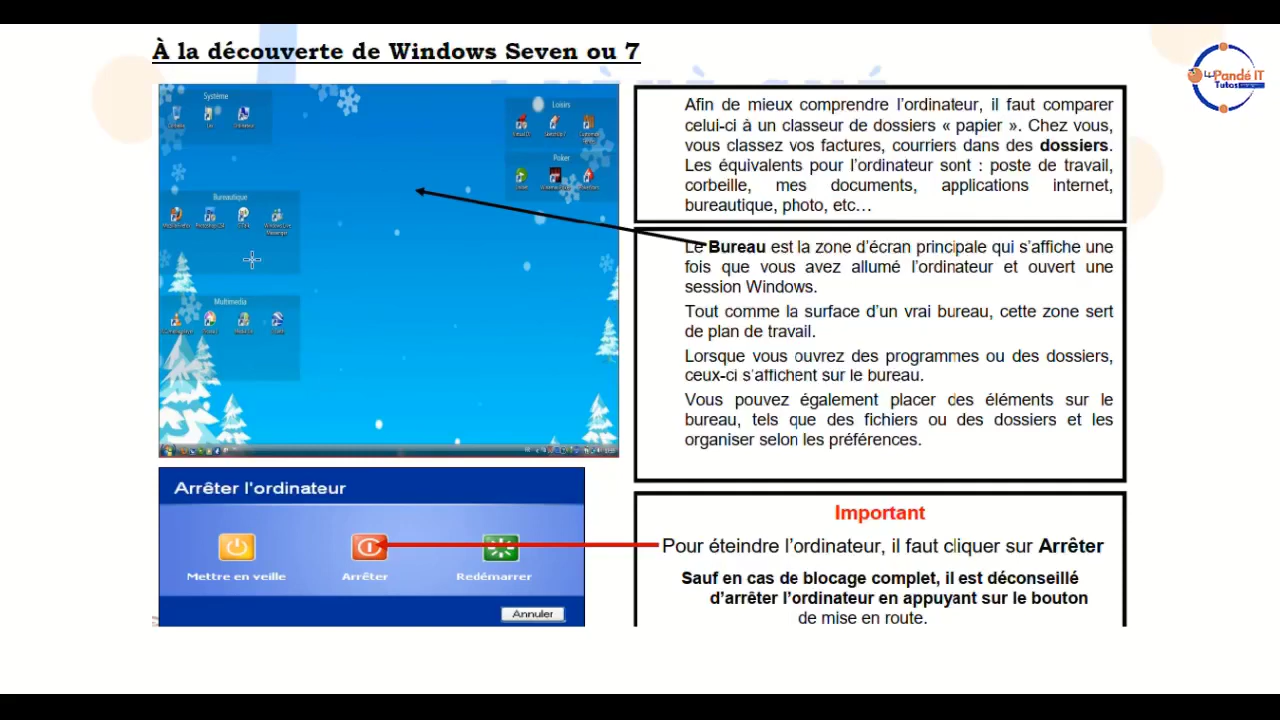 À la découverte de Windows Seven ou 7
Pandé IT
Tutos
Système
Loisirs
Poker
Bureautique
Multimedia
Afin de mieux comprendre l'ordinateur, il faut comparer
celui-ci à un classeur de dossiers « papier ». Chez vous,
vous classez vos factures, courriers dans des dossiers.
Les équivalents pour l'ordinateur sont : poste de travail,
corbeille, mes documents, applications internet,
bureautique, photo, etc…
Le Bureau est la zone d'écran principale qui s'affiche une
fois que vous avez allumé l'ordinateur et ouvert une
session Windows.
Tout comme la surface d'un vrai bureau, cette zone sert
de plan de travail.
Lorsque vous ouvrez des programmes ou des dossiers,
ceux-ci s'affichent sur le bureau.
Vous pouvez également placer des éléments sur le
bureau, tels que des fichiers ou des dossiers et les
organiser selon les préférences.
Arrêter l'ordinateur
Mettre en veille
Arrêter
Redémarrer
Annuler
Important
Pour éteindre l'ordinateur, il faut cliquer sur Arrêter
Sauf en cas de blocage complet, il est déconseillé
d'arrêter l'ordinateur en appuyant sur le bouton
de mise en route.